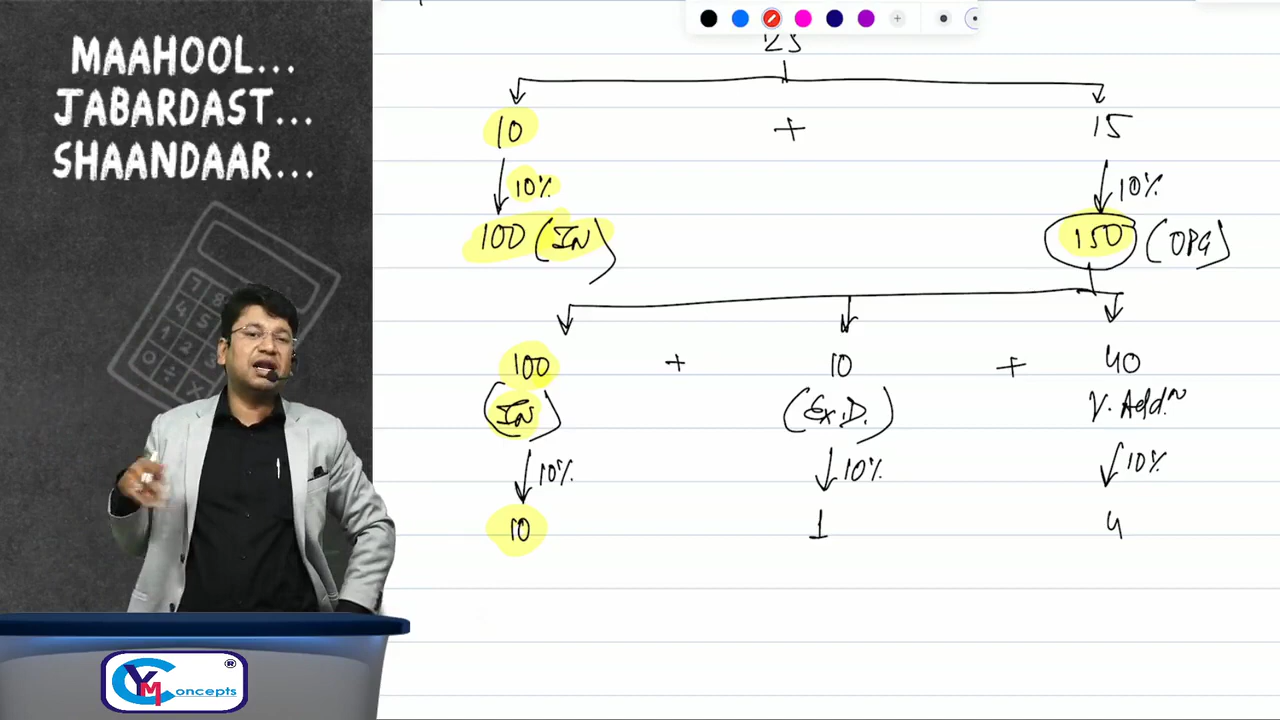 MAAHOOL...
JABARDAST...
SHAANDAAR...
25
10 + 15
10% 10%
100 (IN) 150 (OPG)
100 + 10 + 40
(IN) (Ex.D.) V. Addn
10% 10% 10%
10 1 4
YM Concepts ®